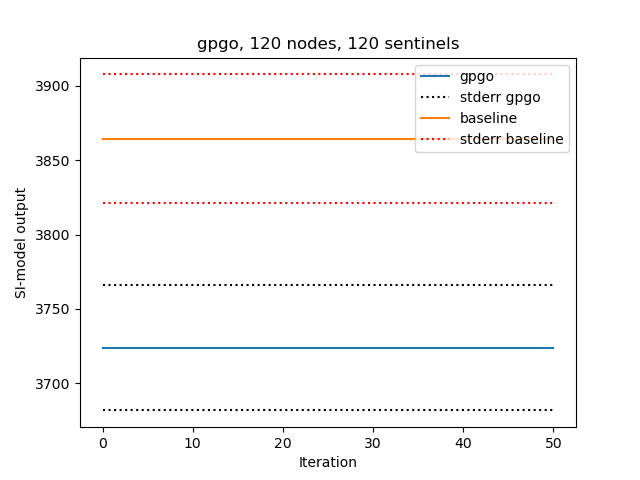 gpgo, 120 nodes, 120 sentinels
gpgo
stderr gpgo
baseline
stderr baseline
3900
3850
3800
3750
3700
SI-model output
0 10 20 30 40 50
Iteration